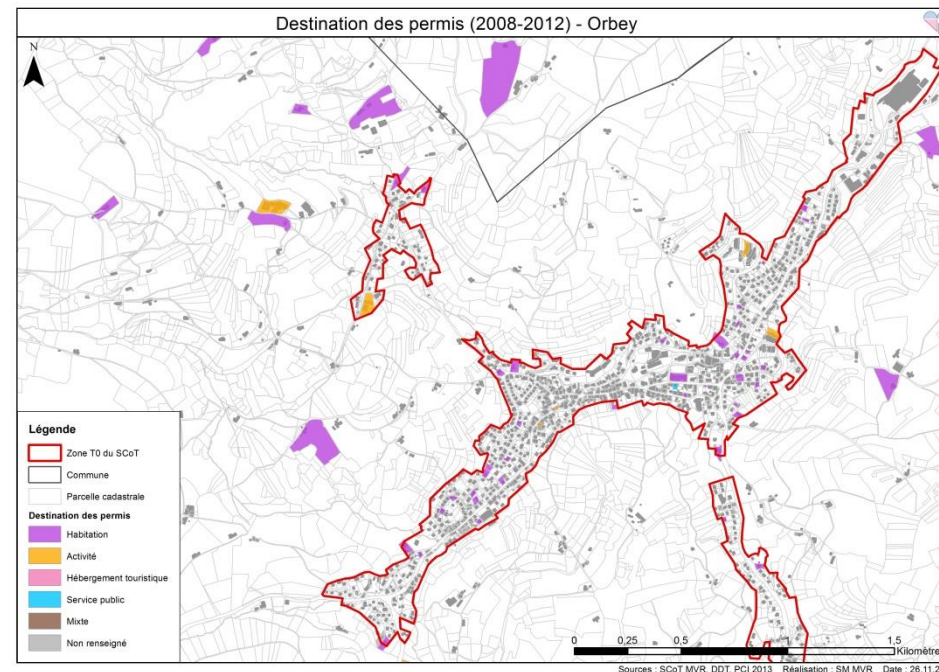 Destination des permis (2008-2012) - Orbey
N
Légende
Zone T0 du SCoT
Commune
Parcelle cadastrale
Destination des permis
Habitation
Activité
Hébergement touristique
Service public
Mixte
Non renseigné
0 0,25 0,5 1 1,5
Kilomètre
Sources : SCoT MVR, DDT, PCI 2013 Réalisation : SM MVR Date : 26.11.2